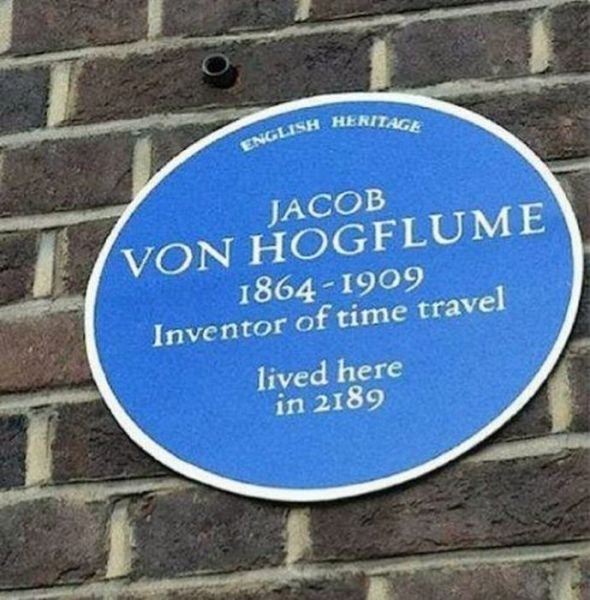 ENGLISH HERITAGE
JACOB
VON HOGFLUME
1864-1909
Inventor of time travel
lived here
in 2189